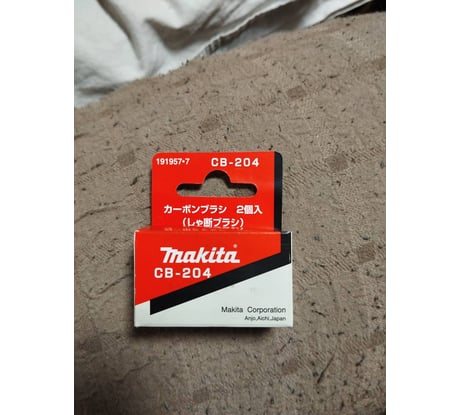 191957-7 CB-204
カーボンブラシ 2個入
(しゃ断ブラシ)
makita
CB-204
Makita Corporation
Anjo,Aichi,Japan